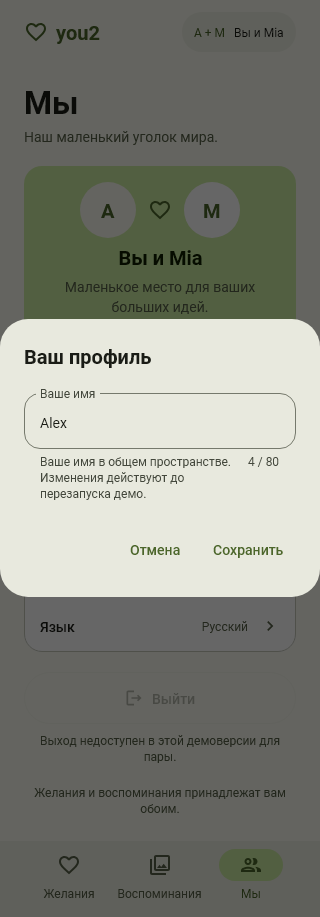 you2
A + M Вы и Mia
Мы
Наш маленький уголок мира.
A
M
Вы и Mia
Маленькое место для ваших
больших идей.
Ваш профиль
Ваше имя
Alex
Ваше имя в общем пространстве. 4 / 80
Изменения действуют до
перезапуска демо.
Отмена Сохранить
Язык Русский
Выйти
Выход недоступен в этой демоверсии для
пары.
Желания и воспоминания принадлежат вам
обоим.
Желания Воспоминания Мы